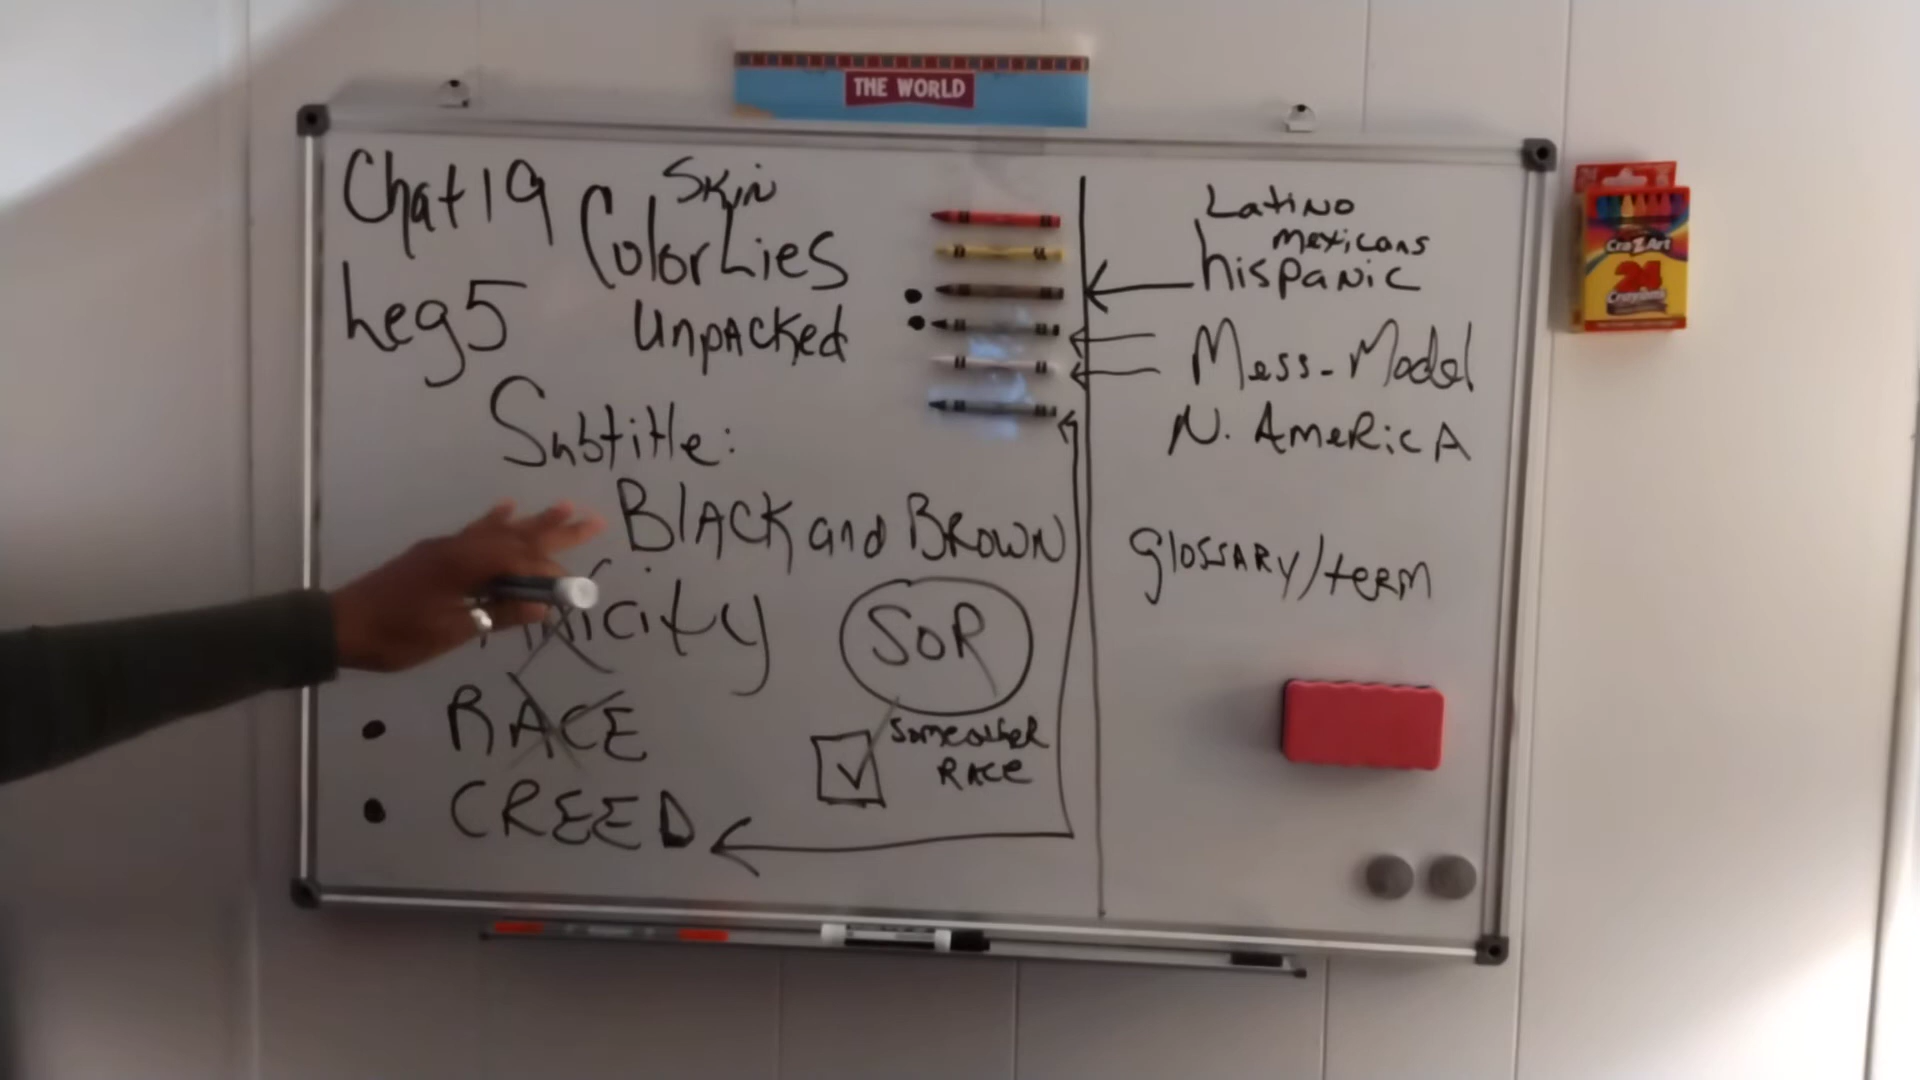 THE WORLD
Chat 19
Leg 5
Skin
Color Lies
Unpacked
Subtitle:
BLACK and BROWN
RACE
CREED
SOR
Some other
RACE
Latino
Mexicans
hispanic
Mess-Model
N. AMERICA
glossary/term
Cra-Z-Art
24
Crayons